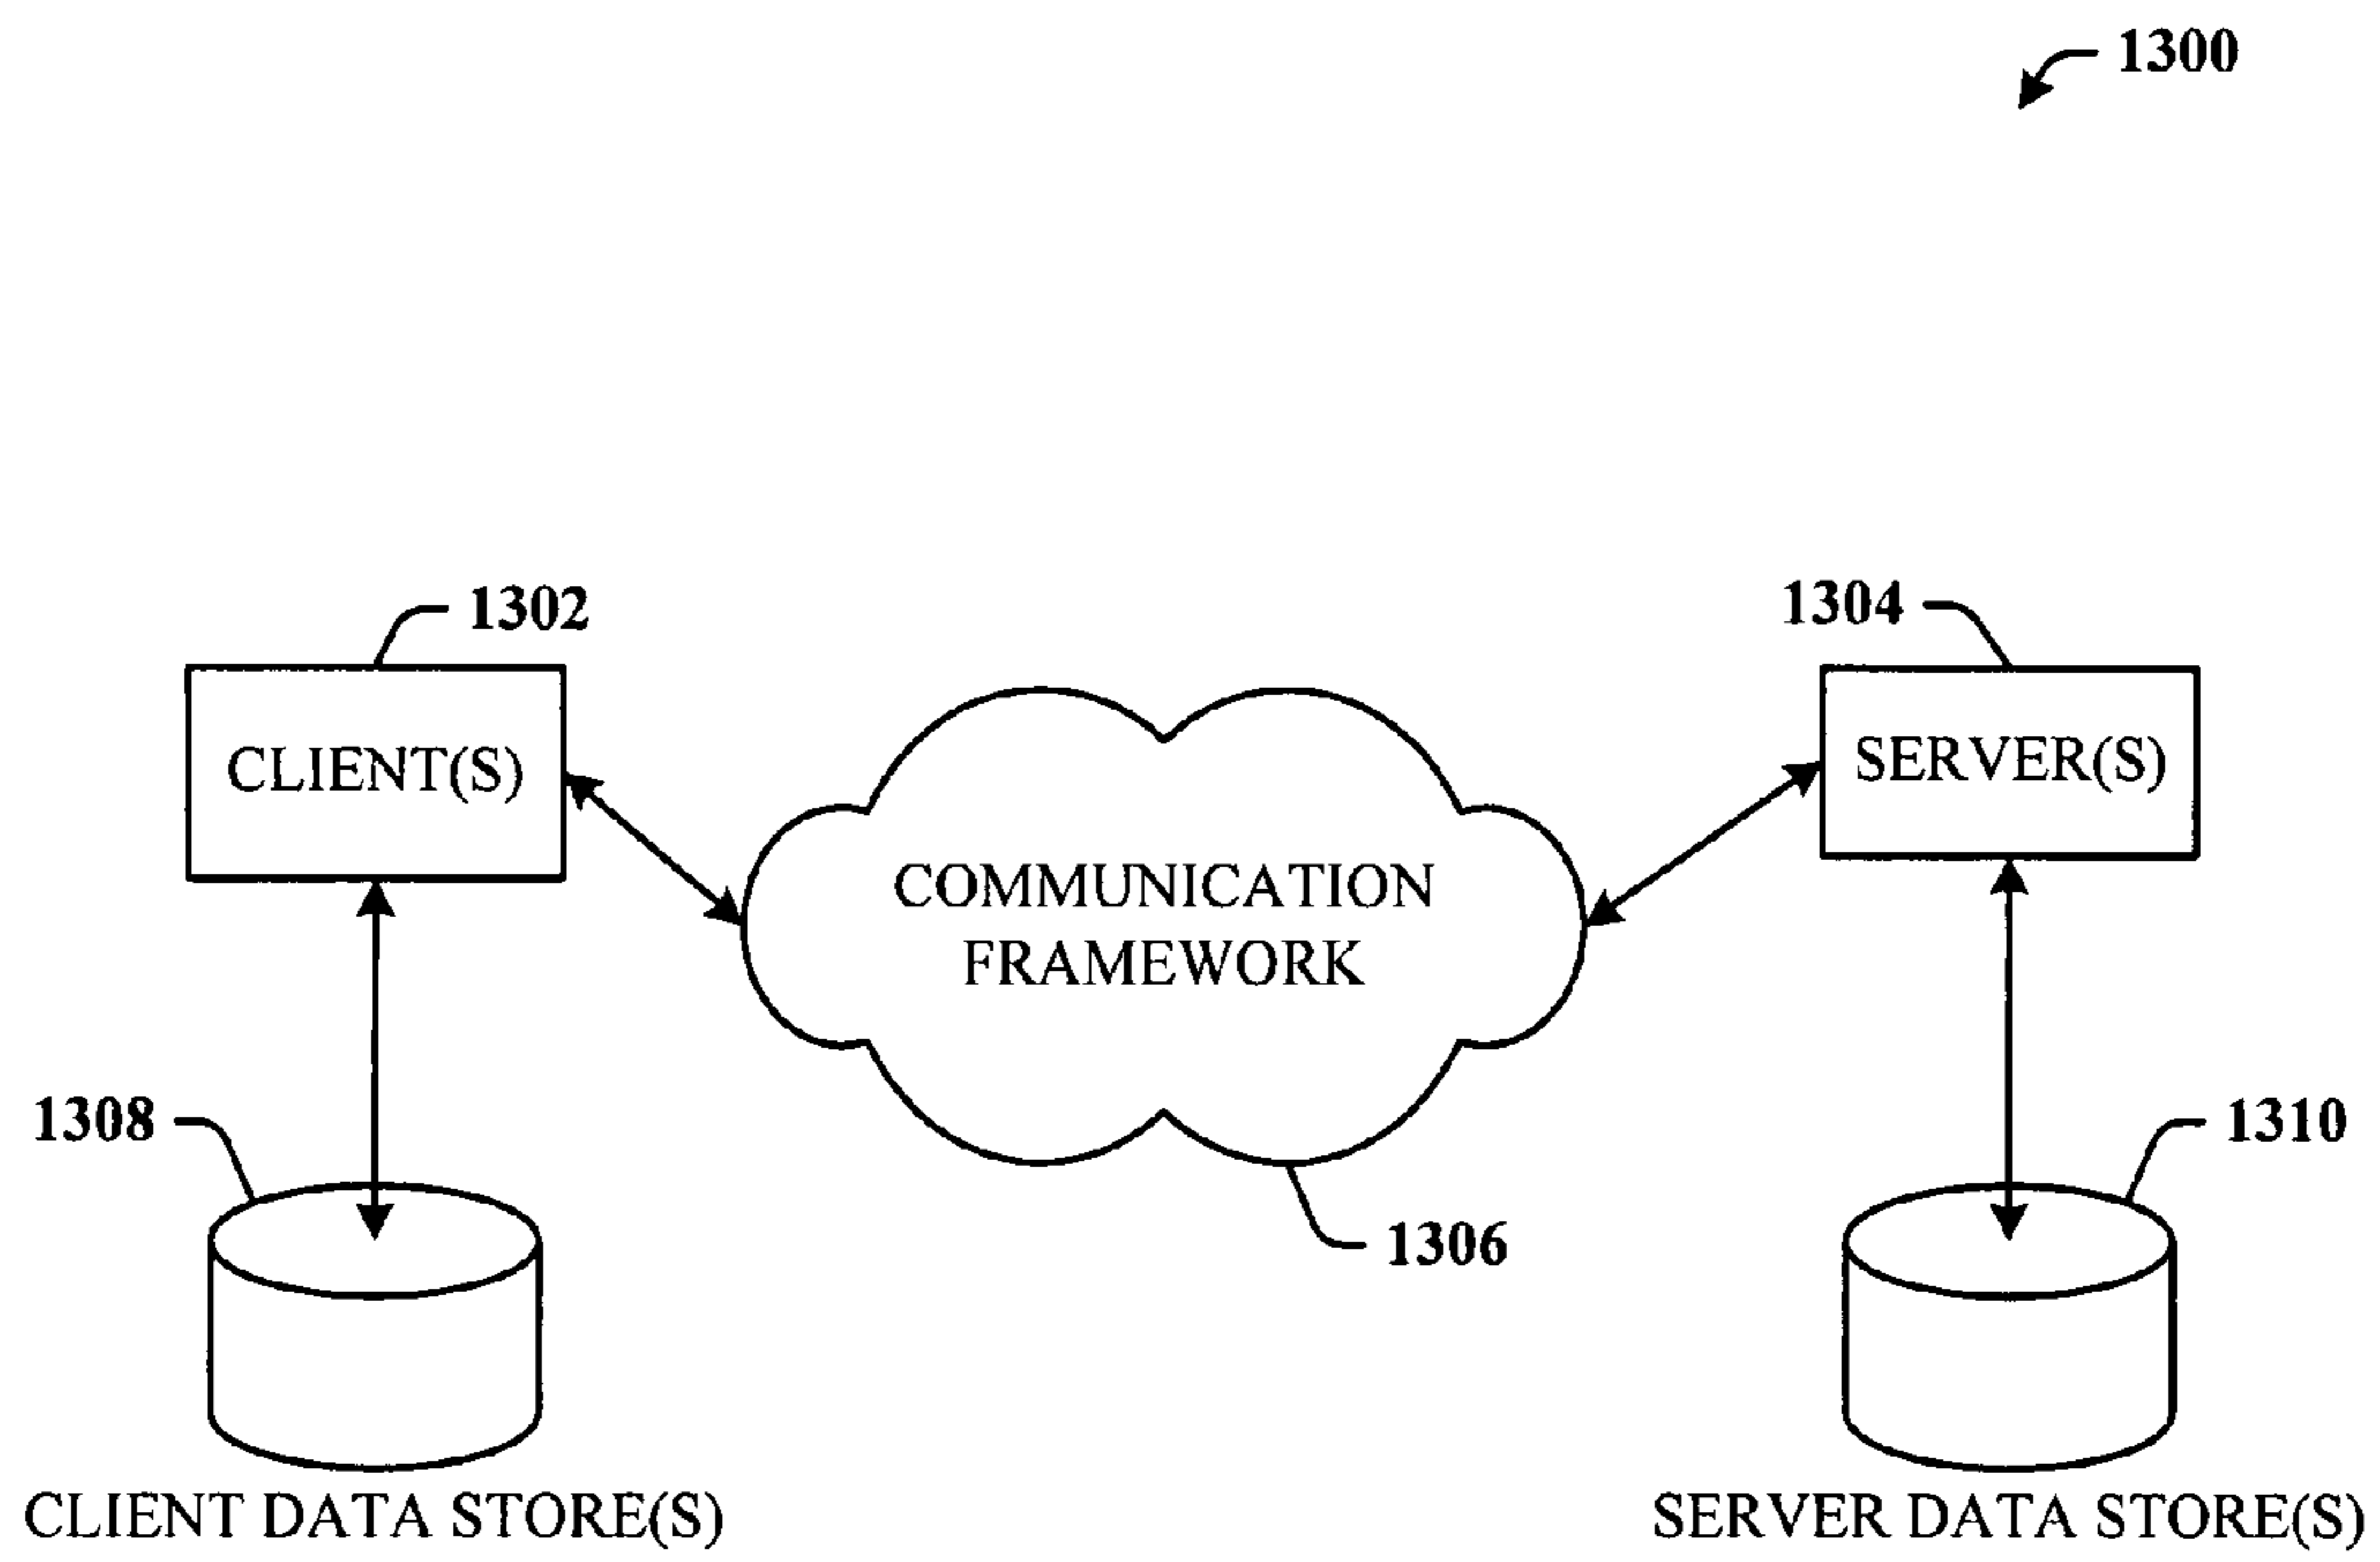 1300
1302
1304
CLIENT(S)
SERVER(S)
COMMUNICATION
FRAMEWORK
1308
1310
1306
CLIENT DATA STORE(S)
SERVER DATA STORE(S)